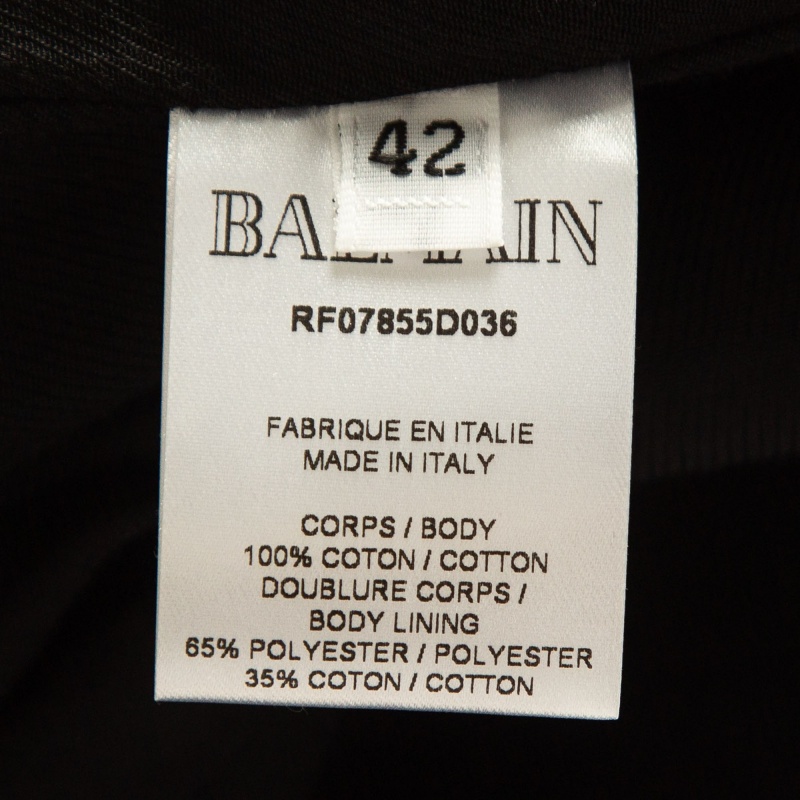 42
BALMAIN
RF07855D036
FABRIQUE EN ITALIE
MADE IN ITALY
CORPS / BODY
100% COTON / COTTON
DOUBLURE CORPS /
BODY LINING
65% POLYESTER / POLYESTER
35% COTON / COTTON